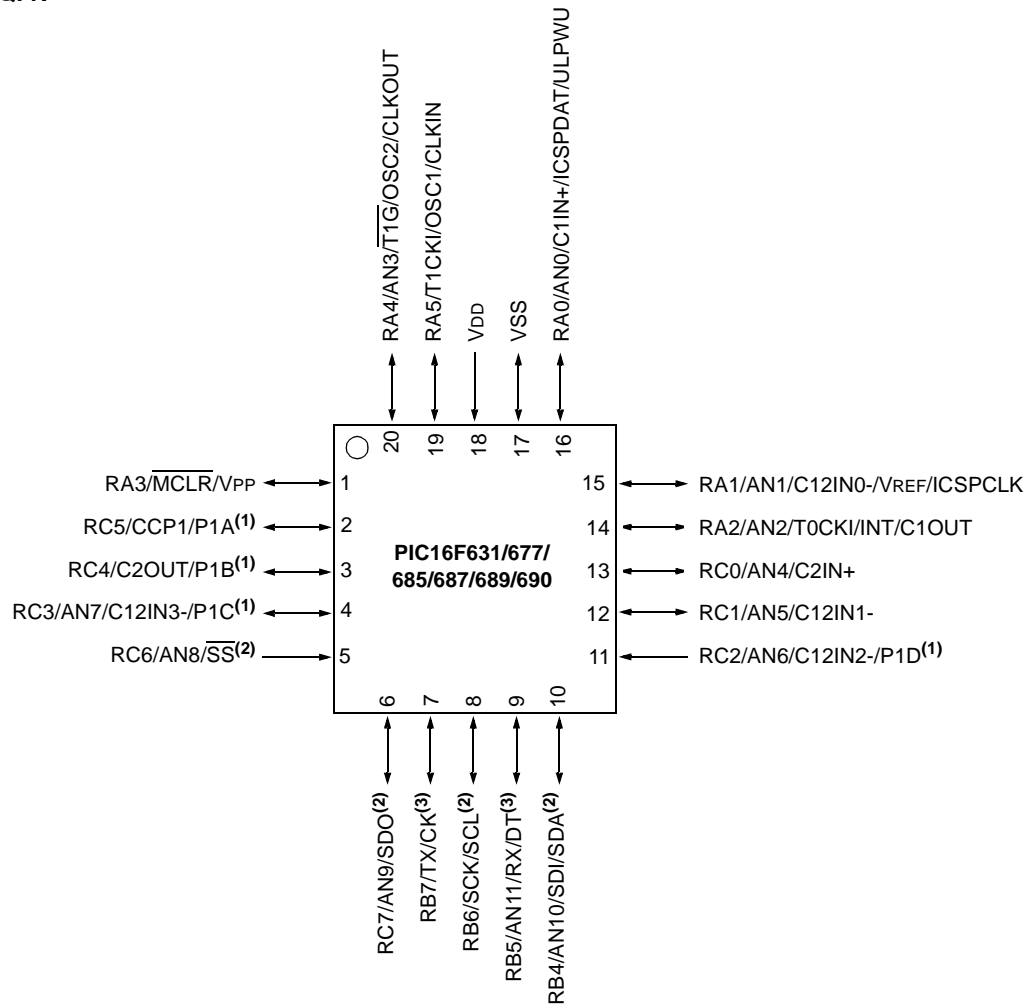 RA4/AN3/T1G/OSC2/CLKOUT
RA5/T1CKI/OSC1/CLKIN
VDD
VSS
RA0/AN0/C1IN+/ICSPDAT/ULPWU
20
19
18
17
16
RA3/MCLR/VPP
1
RC5/CCP1/P1A(1)
2
RC4/C2OUT/P1B(1)
3
RC3/AN7/C12IN3-/P1C(1)
4
RC6/AN8/SS(2)
5
PIC16F631/677/
685/687/689/690
15
RA1/AN1/C12IN0-/VREF/ICSPCLK
14
RA2/AN2/T0CKI/INT/C1OUT
13
RC0/AN4/C2IN+
12
RC1/AN5/C12IN1-
11
RC2/AN6/C12IN2-/P1D(1)
6
7
8
9
10
RC7/AN9/SDO(2)
RB7/TX/CK(3)
RB6/SCK/SCL(2)
RB5/AN11/RX/DT(3)
RB4/AN10/SDI/SDA(2)